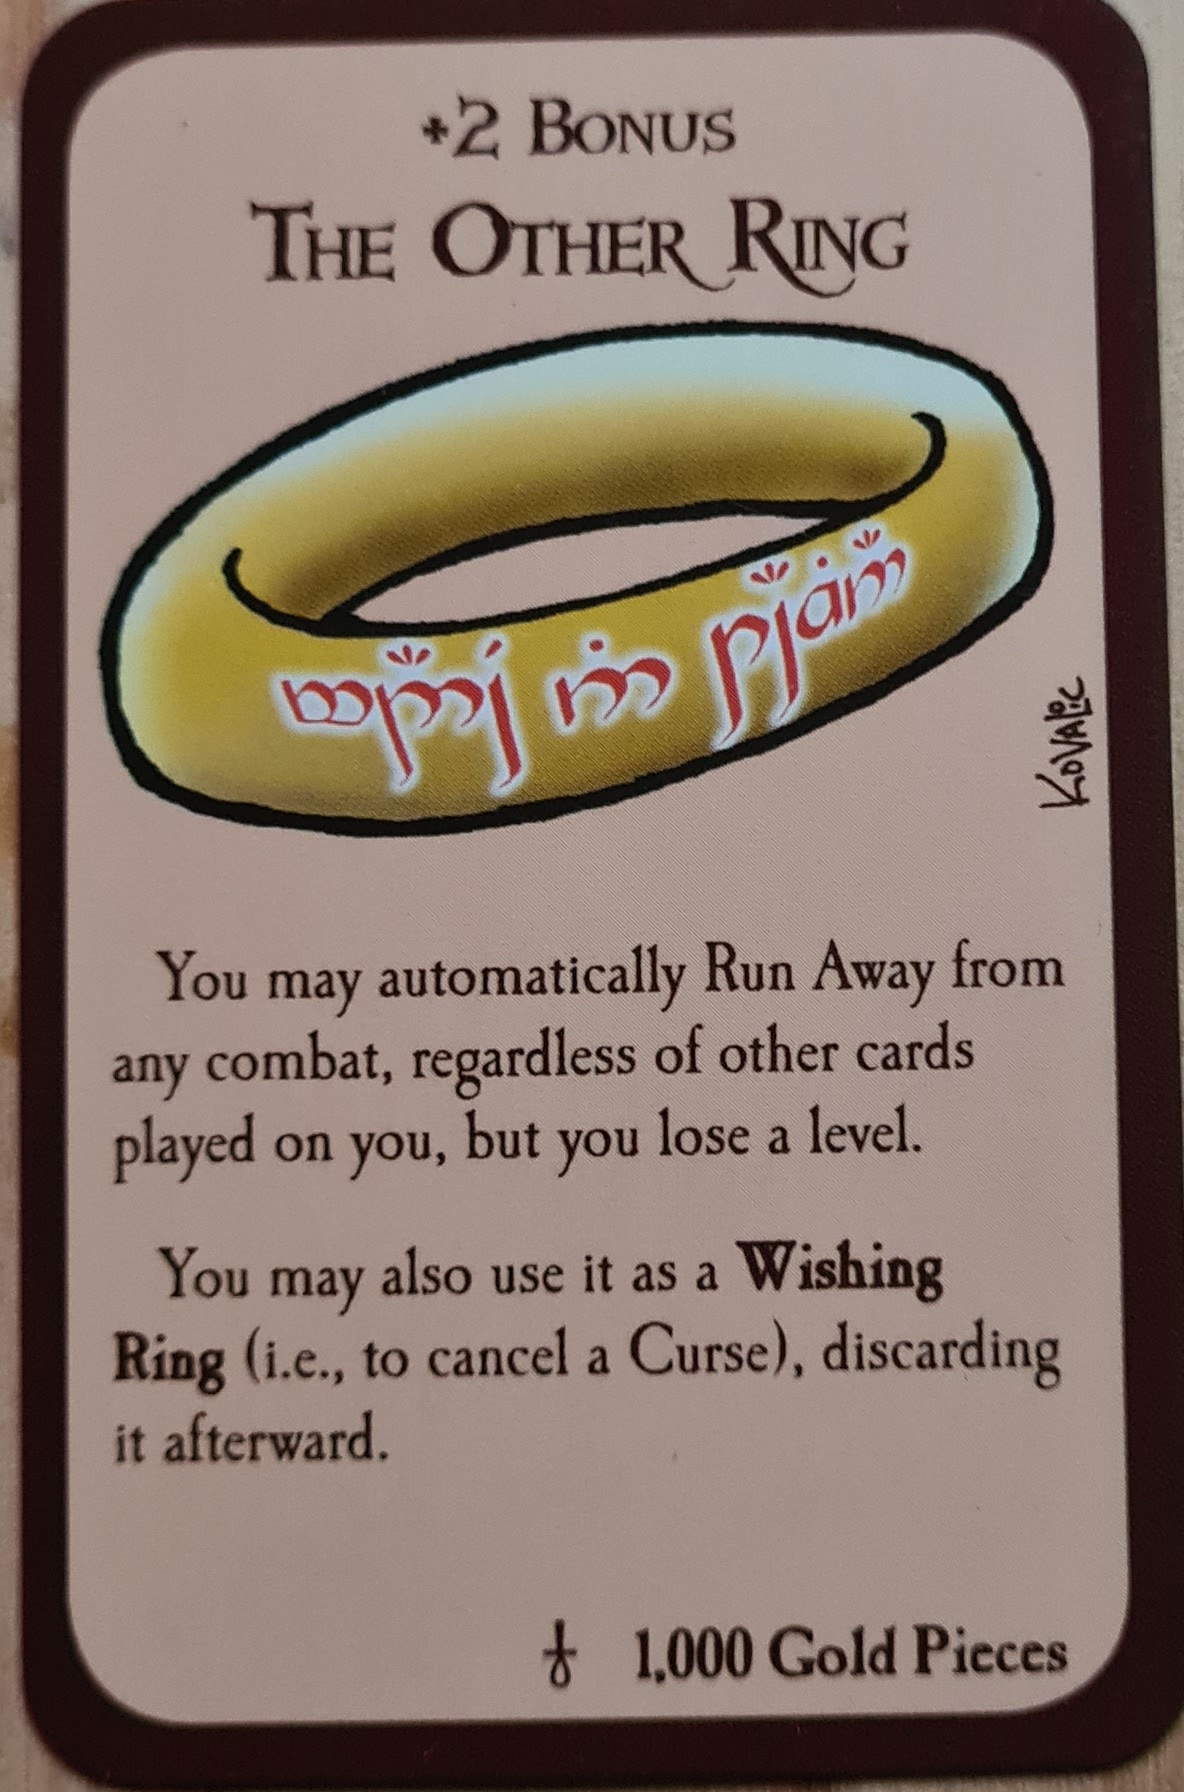 +2 Bonus
The Other Ring
Kovalic
You may automatically Run Away from
any combat, regardless of other cards
played on you, but you lose a level.
You may also use it as a Wishing
Ring (i.e., to cancel a Curse), discarding
it afterward.
1,000 Gold Pieces